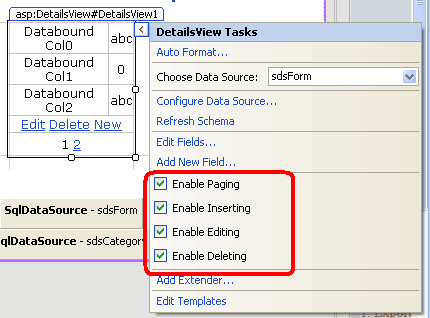 asp:DetailsView#DetailsView1
Databound Col0 abc
Databound Col1 0
Databound Col2 abc
Edit Delete New
1 2
SqlDataSource - sdsForm
qlDataSource - sdsCategory
DetailsView Tasks
Auto Format...
Choose Data Source: sdsForm
Configure Data Source...
Refresh Schema
Edit Fields...
Add New Field...
Enable Paging
Enable Inserting
Enable Editing
Enable Deleting
Add Extender...
Edit Templates